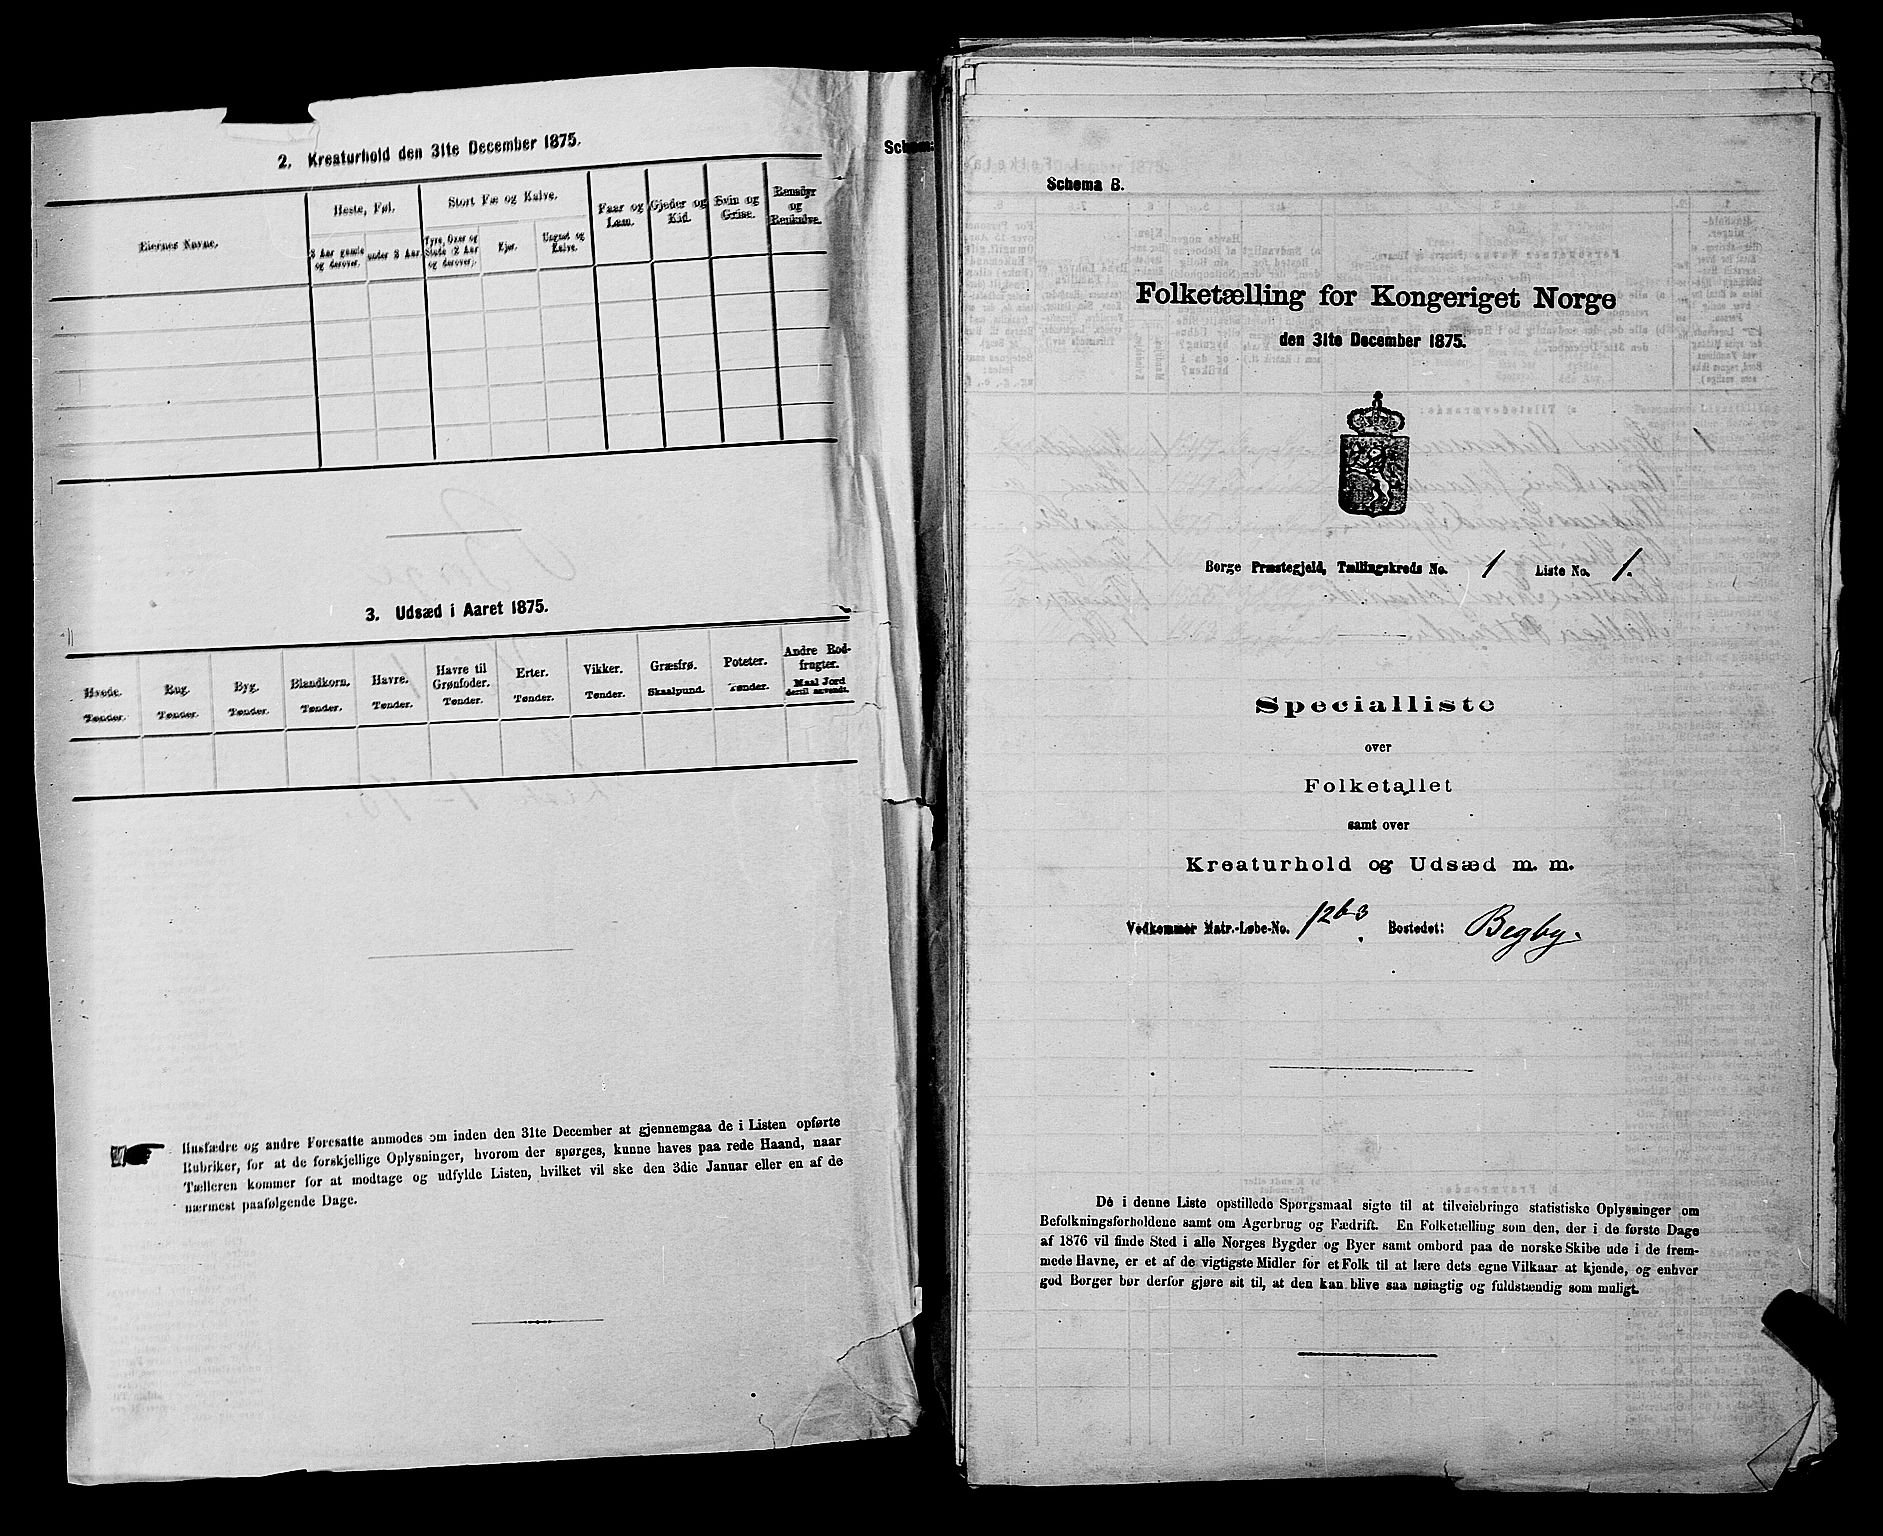 2. Kreaturhold den 31te December 1875.
Eiernes Navne.
Heste, Føl.
3 Aar gamle og derover.
under 3 Aar.
Stort Fæ og Kalve.
Tyre, Oxer og Stude (2 Aar og derover).
Kjør.
Ungnød og Kalve.
Faar og Lam.
Gjeder og Kid.
Svin og Grise.
Rensdyr og Renkalve.
3. Udsæd i Aaret 1875.
Hvede. Tønder.
Rug. Tønder.
Byg. Tønder.
Blandkorn. Tønder.
Havre. Tønder.
Havre til Grønfoder. Tønder.
Erter. Tønder.
Vikker. Tønder.
Græsfrø. Skaalpund.
Poteter. Tønder.
Andre Rodfrugter. Maal Jord dertil anvendt.
Husfædre og andre Foresatte anmodes om inden den 31te December at gjennemgaa de i Listen opførte
Rubriker, for at de forskjellige Oplysninger, hvorom der spørges, kunne haves paa rede Haand, naar
Tælleren kommer for at modtage og udfylde Listen, hvilket vil ske den 3die Januar eller en af de
nærmest paafølgende Dage.
Schema B.
Folketælling for Kongeriget Norge
den 31te December 1875.
Borge Præstegjeld, Tællingskreds No. 1 Liste No. 1.
Specialliste
over
Folketallet
samt over
Kreaturhold og Udsæd m. m.
Vedkommer Matr.-Løbe-No. 12b3. Bostedet: Begby.
De i denne Liste opstillede Spørgsmaal sigte til at tilveiebringe statistiske Oplysninger om
Befolkningsforholdene samt om Agerbrug og Fædrift. En Folketælling som den, der i de første Dage
af 1876 vil finde Sted i alle Norges Bygder og Byer samt ombord paa de norske Skibe ude i de frem-
mede Havne, er et af de vigtigste Midler for et Folk til at lære dets egne Vilkaar at kjende, og enhver
god Borger bør derfor gjøre sit til, at den kan blive saa nøiagtig og fuldstændig som muligt.